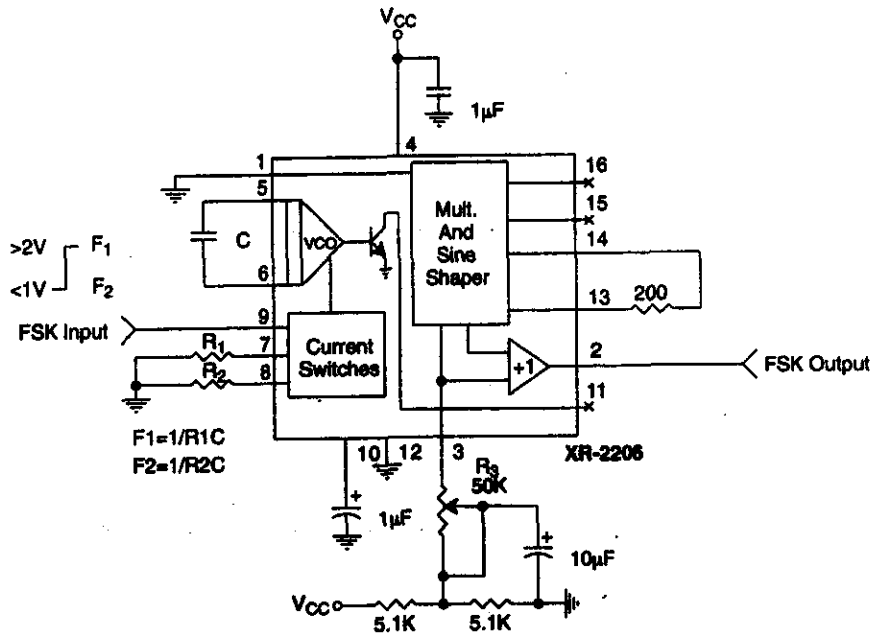 VCC
1μF
4
1
16
5
15
Mult.
And
Sine
Shaper
14
C
VCO
>2V F1
<1V F2
6
13
200
9
FSK Input
R1
7
Current
Switches
R2
8
+1
2
FSK Output
11
F1=1/R1C
F2=1/R2C
10
12
3
XR-2206
R3
50K
+
1μF
+
10μF
VCC
5.1K
5.1K